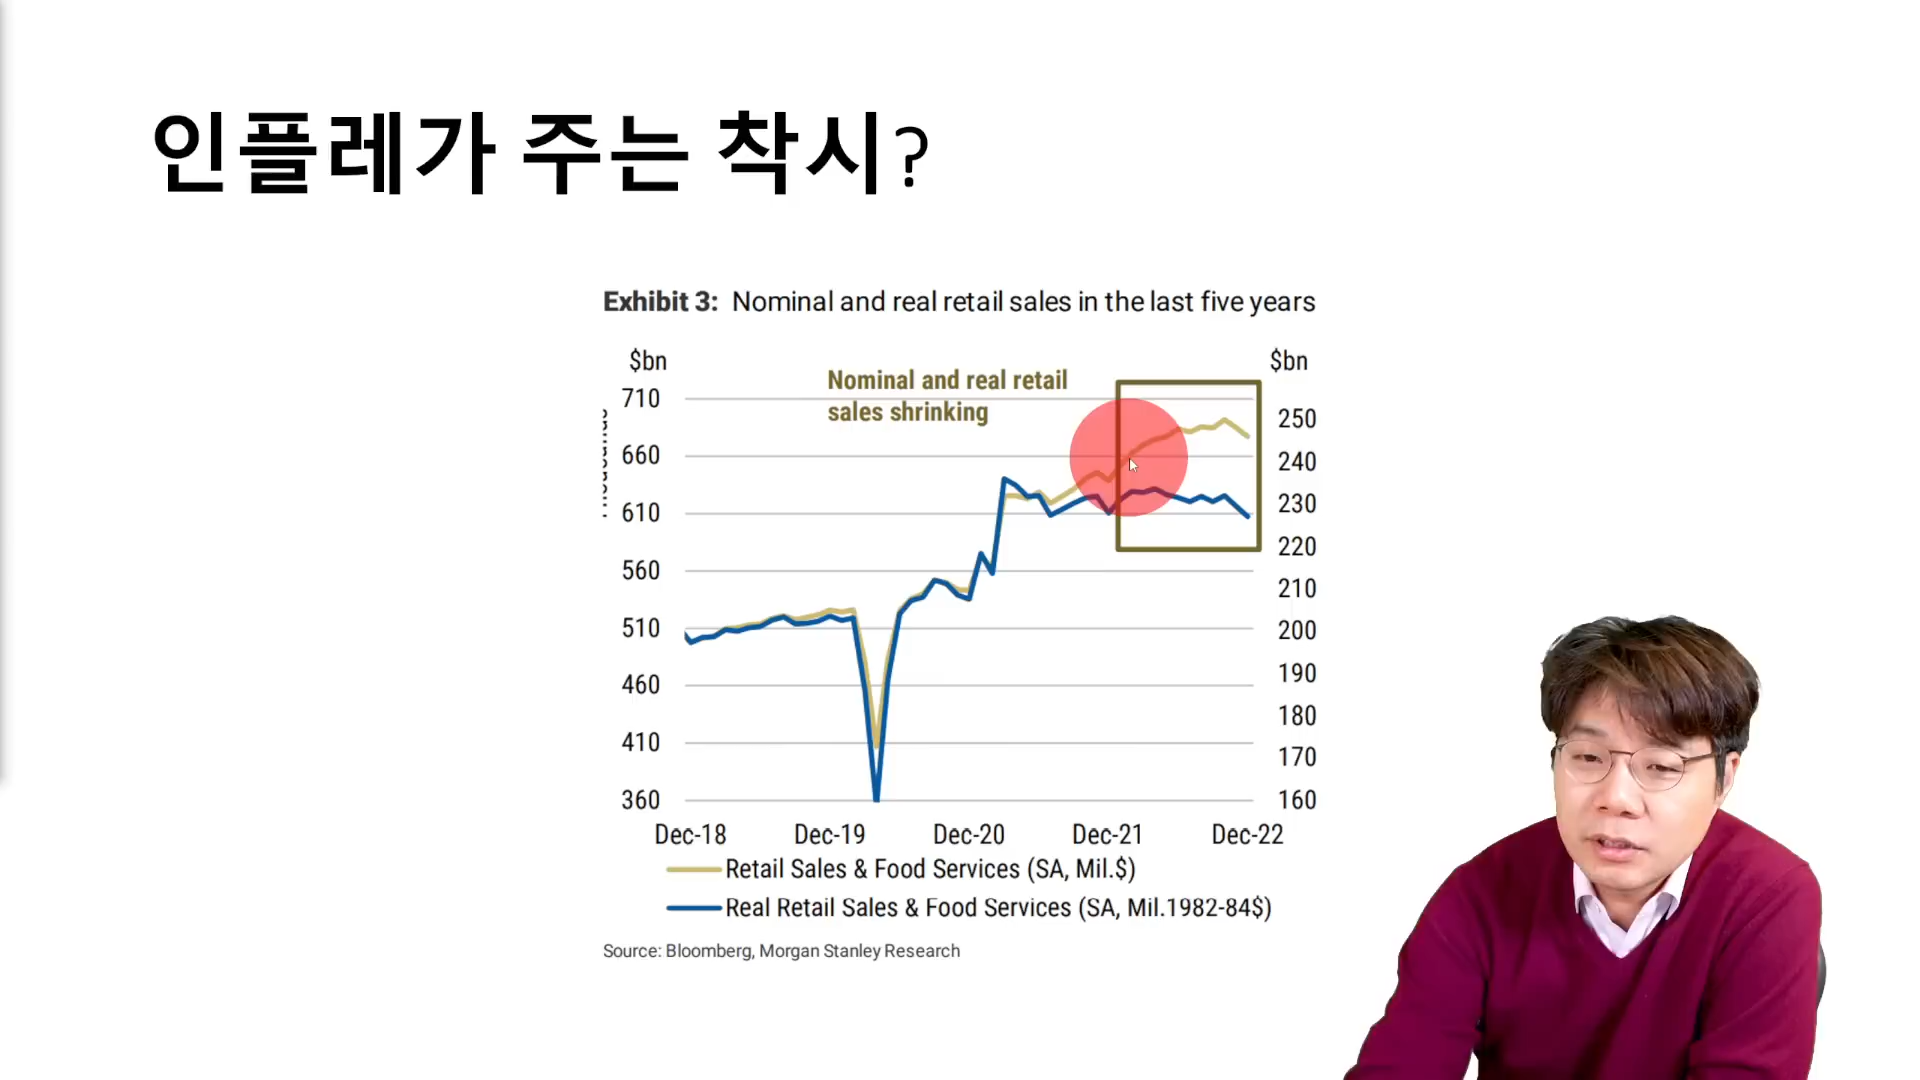 인플레가 주는 착시?
Exhibit 3: Nominal and real retail sales in the last five years
$bn
$bn
Nominal and real retail
sales shrinking
710
660
610
560
510
460
410
360
250
240
230
220
210
200
190
180
170
160
Dec-18 Dec-19 Dec-20 Dec-21 Dec-22
Retail Sales & Food Services (SA, Mil.$)
Real Retail Sales & Food Services (SA, Mil.1982-84$)
Source: Bloomberg, Morgan Stanley Research